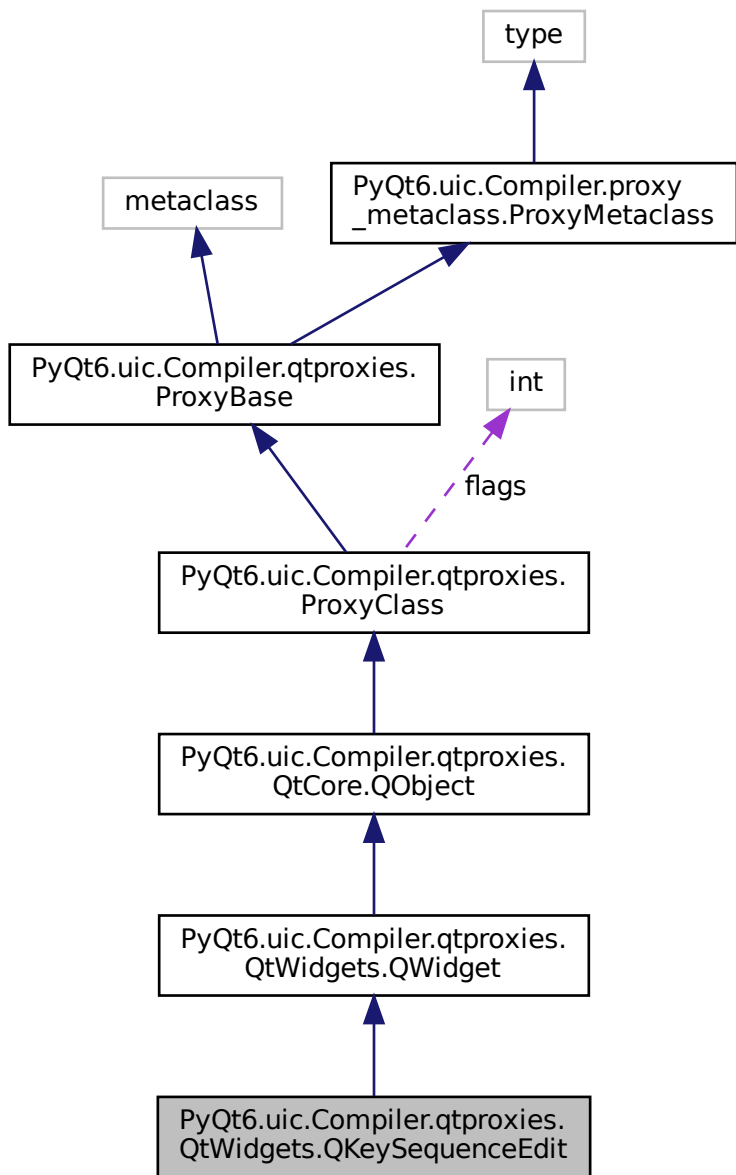 type
PyQt6.uic.Compiler.proxy
_metaclass.ProxyMetaclass
metaclass
PyQt6.uic.Compiler.qtproxies.
ProxyBase
int
flags
PyQt6.uic.Compiler.qtproxies.
ProxyClass
PyQt6.uic.Compiler.qtproxies.
QtCore.QObject
PyQt6.uic.Compiler.qtproxies.
QtWidgets.QWidget
PyQt6.uic.Compiler.qtproxies.
QtWidgets.QKeySequenceEdit